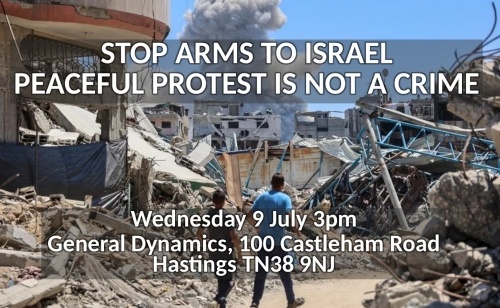 STOP ARMS TO ISRAEL
PEACEFUL PROTEST IS NOT A CRIME
Wednesday 9 July 3pm
General Dynamics, 100 Castleham Road
Hastings TN38 9NJ